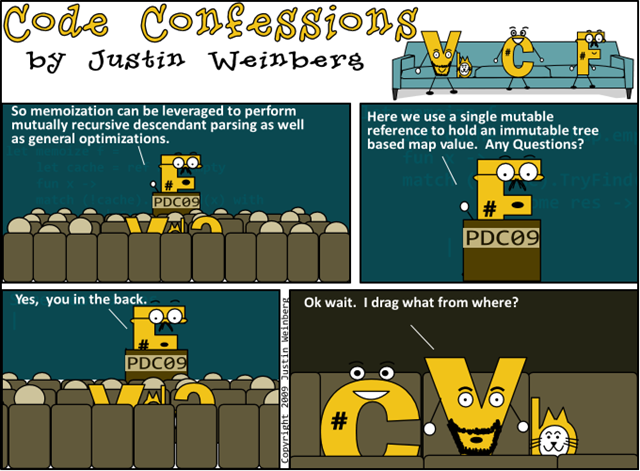 Code Confessions
by Justin Weinberg
V b # C # F
So memoization can be leveraged to perform
mutually recursive descendant parsing as well
as general optimizations.
#
PDC09
Here we use a single mutable
reference to hold an immutable tree
based map value.  Any Questions?
#
PDC09
Yes,  you in the back.
#
PDC09
Copyright 2009 Justin Weinberg
Ok wait.  I drag what from where?
# C V b